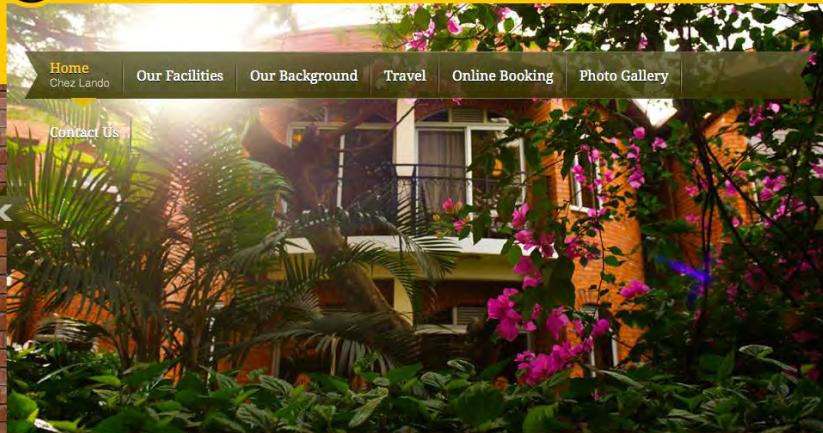 Home Our Facilities Our Background Travel Online Booking Photo Gallery
Chez Lando
Contact Us